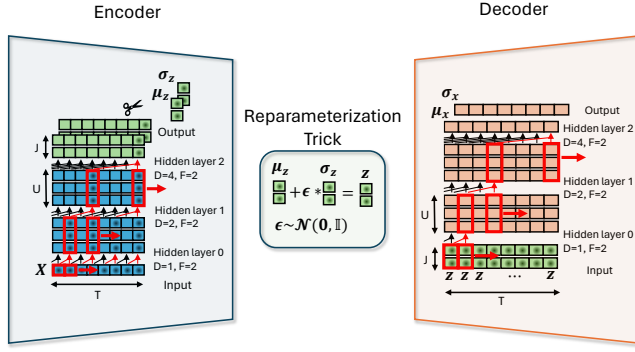 Encoder
σz
μz
Output
J
Hidden layer 2
D=4, F=2
U
Hidden layer 1
D=2, F=2
Hidden layer 0
D=1, F=2
X
Input
T
Reparameterization
Trick
μz σz z
+ϵ * =
ϵ~𝒩(0, 𝕀)
Decoder
σx
μx
Output
Hidden layer 2
D=4, F=2
Hidden layer 1
D=2, F=2
U
Hidden layer 0
D=1, F=2
J
Input
z z z ... z
T